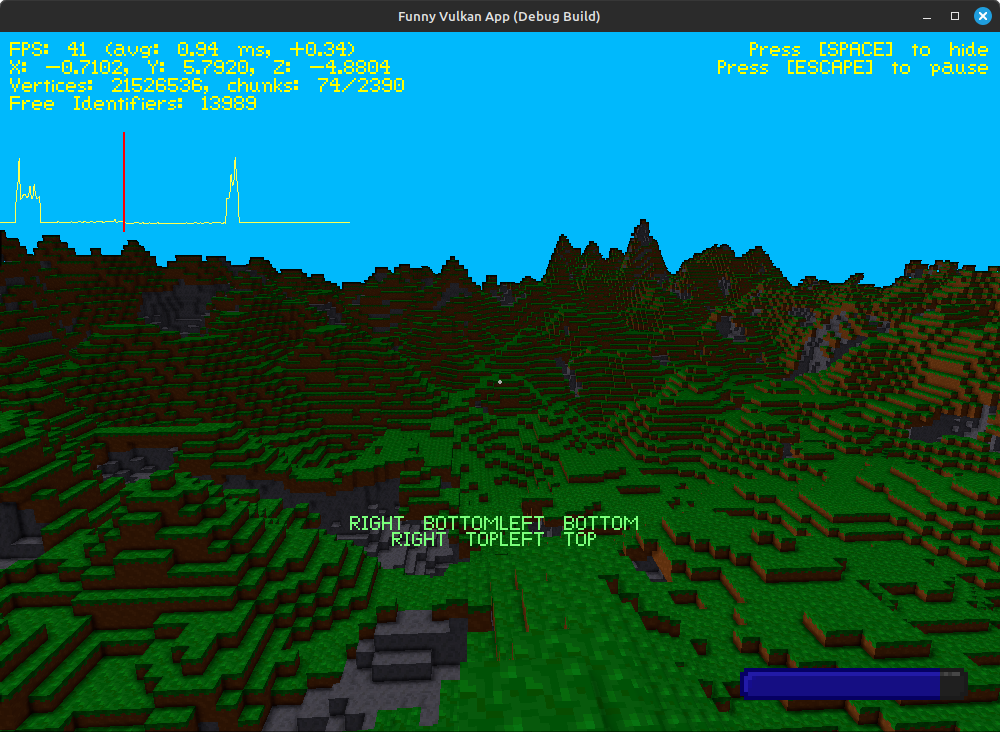 Funny Vulkan App (Debug Build)
FPS: 41 (avg: 0.94 ms, +0.34)
X: -0.7102, Y: 5.7920, Z: -4.8804
Vertices: 21526536, chunks: 74/2390
Free Identifiers: 13989
Press [SPACE] to hide
Press [ESCAPE] to pause
RIGHT BOTTOMLEFT BOTTOM
RIGHT TOPLEFT TOP